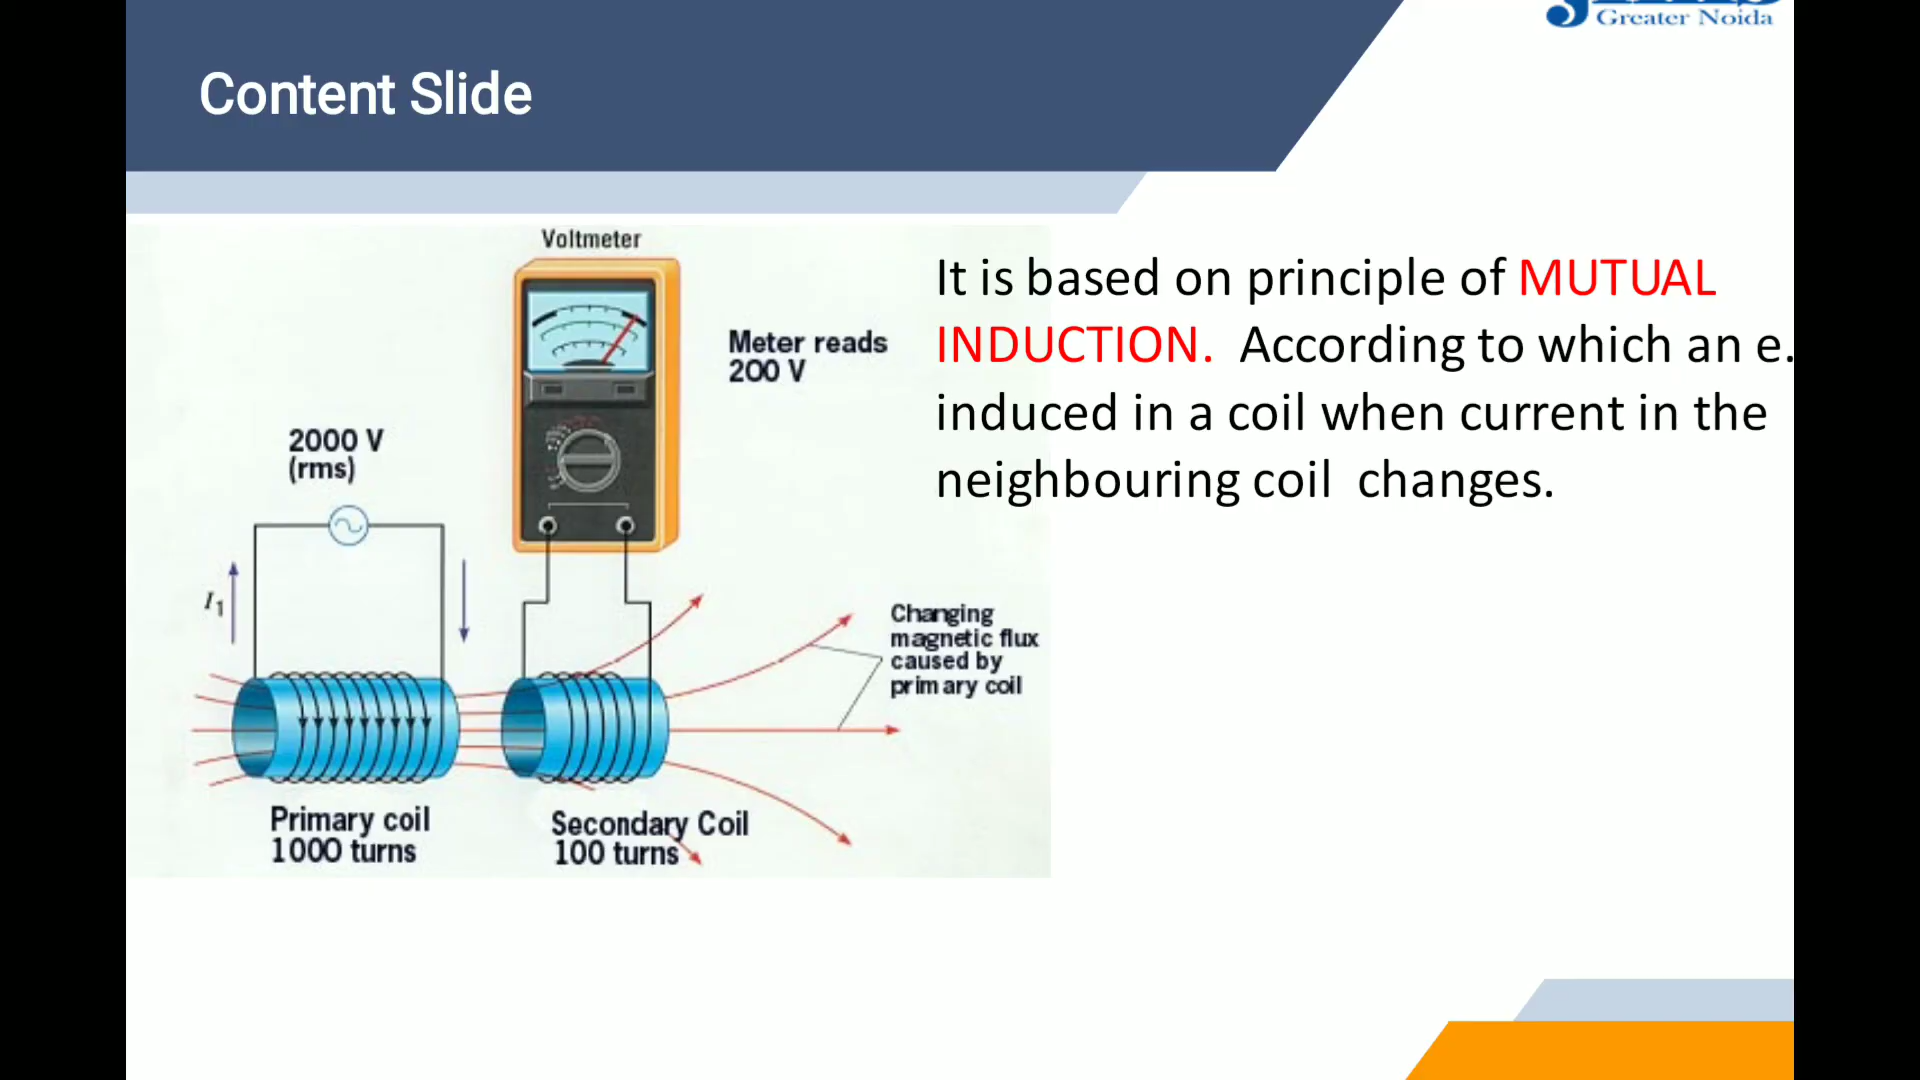 Greater Noida
Content Slide
Voltmeter
Meter reads
200 V
2000 V
(rms)
I1
Changing
magnetic flux
caused by
primary coil
Primary coil
1000 turns
Secondary Coil
100 turns
It is based on principle of MUTUAL
INDUCTION. According to which an e.
induced in a coil when current in the
neighbouring coil changes.